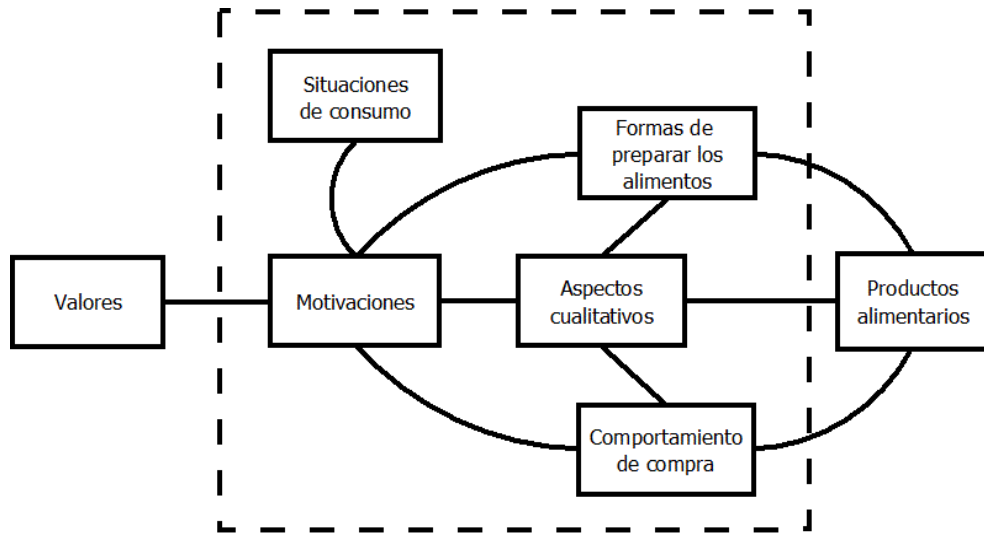 Situaciones
de consumo
Formas de
preparar los
alimentos
Valores
Motivaciones
Aspectos
cualitativos
Productos
alimentarios
Comportamiento
de compra